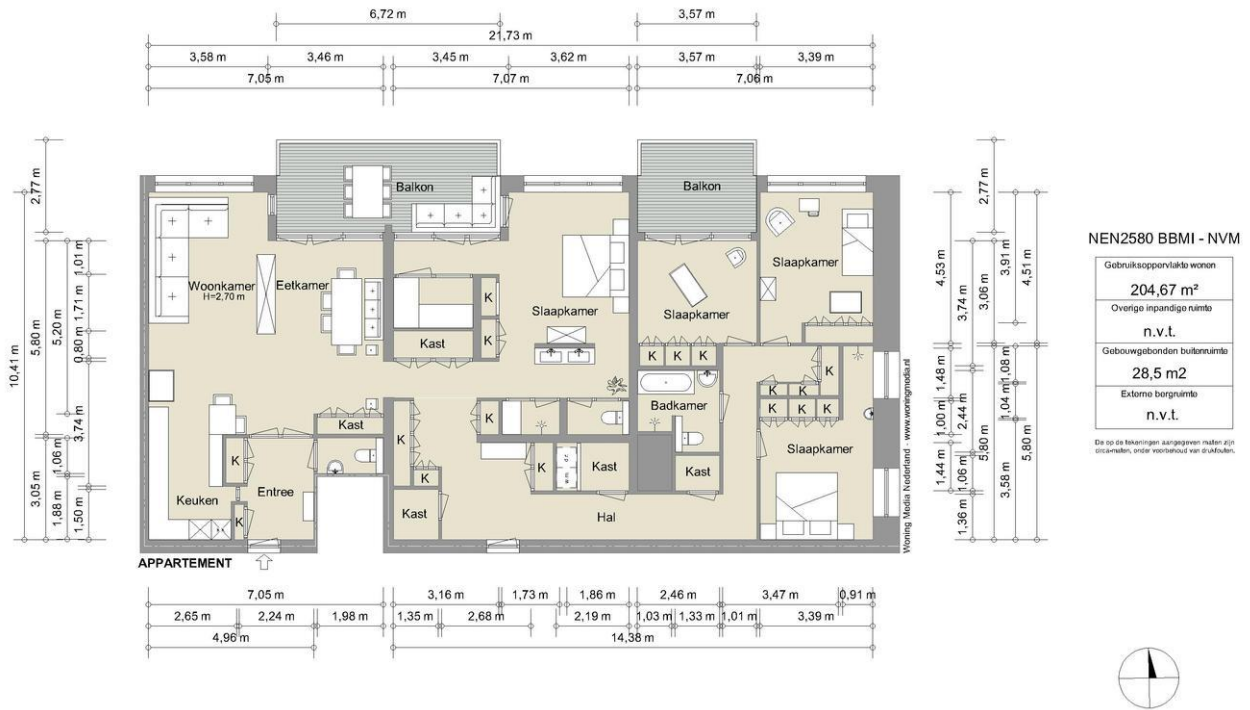 6,72 m
3,57 m
21,73 m
3,58 m
3,46 m
3,45 m
3,62 m
3,57 m
3,39 m
7,05 m
7,07 m
7,06 m
2,77 m
10,41 m
5,80 m
5,20 m
1,01 m
1,71 m
0,80 m
3,74 m
3,05 m
1,06 m
1,88 m
1,50 m
Balkon
Balkon
Woonkamer
H=2,70 m
Eetkamer
Slaapkamer
Slaapkamer
Slaapkamer
K
K
Kast
K
K
K
K
K
K
Badkamer
K
K
K
K
K
Kast
K
K
Slaapkamer
K
K
Keuken
Entree
K
Kast
K
wm
zp
Kast
Kast
Hal
APPARTEMENT
Woning Media Nederland - www.woningmedia.nl
2,77 m
4,53 m
3,74 m
3,06 m
3,91 m
4,51 m
1,48 m
1,08 m
1,00 m
2,44 m
1,04 m
5,80 m
5,80 m
1,44 m
1,06 m
3,58 m
1,36 m
NEN2580 BBMI - NVM
Gebruiksoppervlakte wonen
204,67 m²
Overige inpandige ruimte
n.v.t.
Gebouwgebonden buitenruimte
28,5 m2
Externe bergruimte
n.v.t.
De op de tekeningen aangegeven maten zijn
circa-maten, onder voorbehoud van drukfouten.
7,05 m
3,16 m
1,73 m
1,86 m
2,46 m
3,47 m
0,91 m
2,65 m
2,24 m
1,98 m
1,35 m
2,68 m
2,19 m
1,03 m
1,33 m
1,01 m
3,39 m
4,96 m
14,38 m